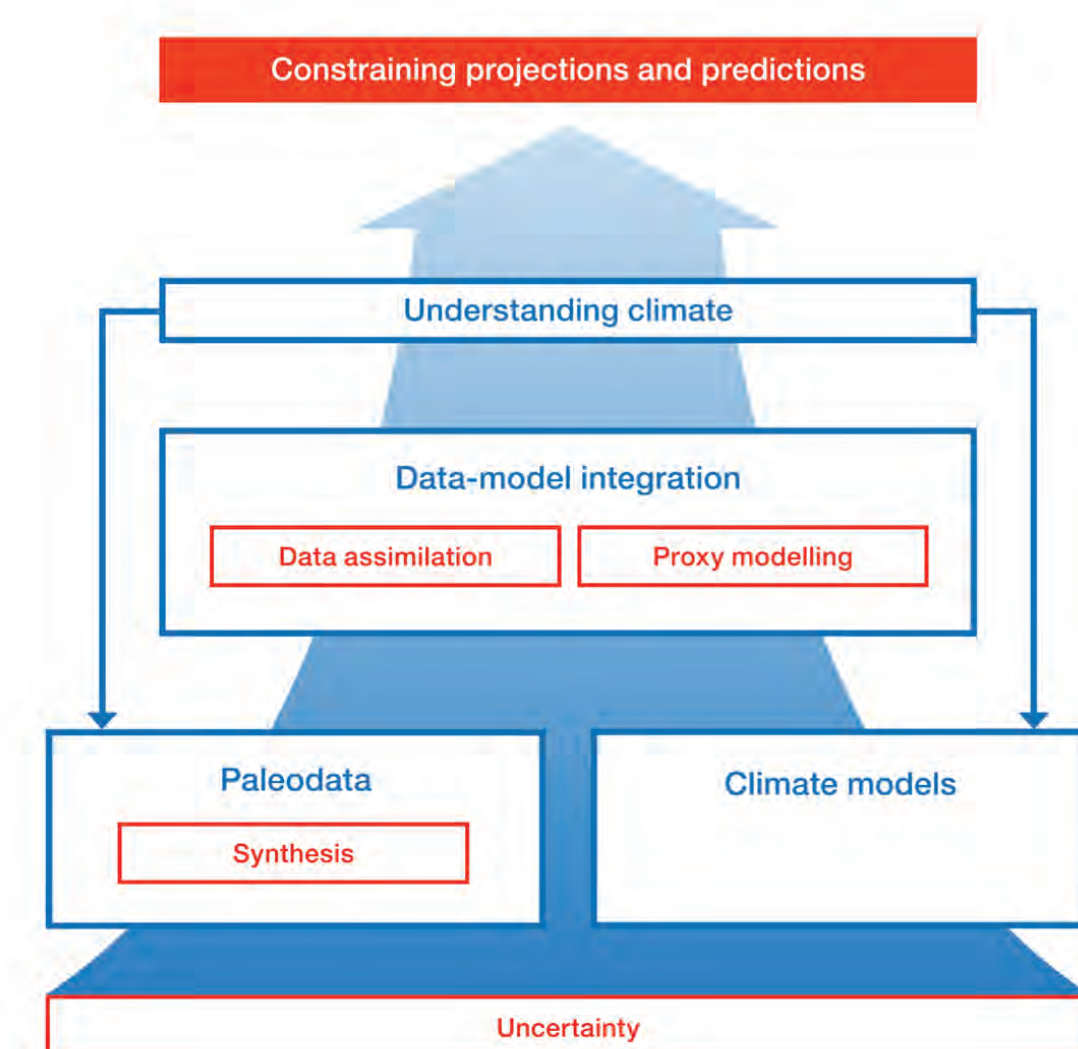 Constraining projections and predictions
Understanding climate
Data-model integration
Data assimilation
Proxy modelling
Paleodata
Synthesis
Climate models
Uncertainty